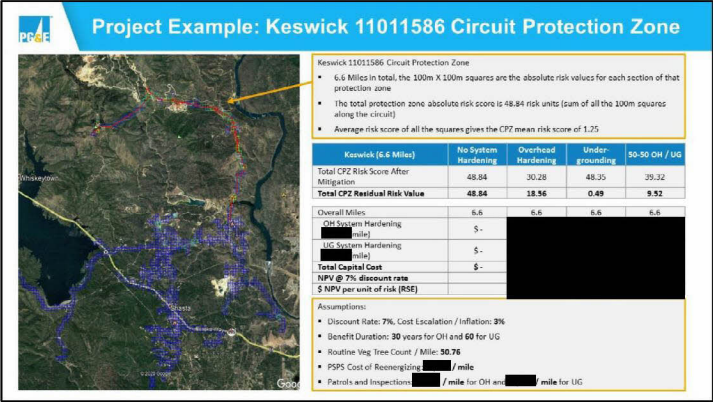 PG&E
Project Example: Keswick 11011586 Circuit Protection Zone
Keswick 11011586 Circuit Protection Zone
▪ 6.6 Miles in total, the 100m X 100m squares are the absolute risk values for each section of that
protection zone
▪ The total protection zone absolute risk score is 48.84 risk units (sum of all the 100m squares
along the circuit)
▪ Average risk score of all the squares gives the CPZ mean risk score of 1.25
Keswick (6.6 Miles) No System Hardening Overhead Hardening Under-grounding 50-50 OH / UG
Total CPZ Risk Score After Mitigation 48.84 30.28 48.35 39.32
Total CPZ Residual Risk Value 48.84 18.56 0.49 9.52
Overall Miles 6.6 6.6 6.6 6.6
OH System Hardening
mile) $ -
UG System Hardening
mile) $ -
Total Capital Cost $ -
NPV @ 7% discount rate
$ NPV per unit of risk (RSE)
Assumptions:
▪ Discount Rate: 7%, Cost Escalation / Inflation: 3%
▪ Benefit Duration: 30 years for OH and 60 for UG
▪ Routine Veg Tree Count / Mile: 50.76
▪ PSPS Cost of Reenergizing: / mile
▪ Patrols and Inspections: / mile for OH and / mile for UG
Whiskeytown
Shasta
© 2020 Google
Goo